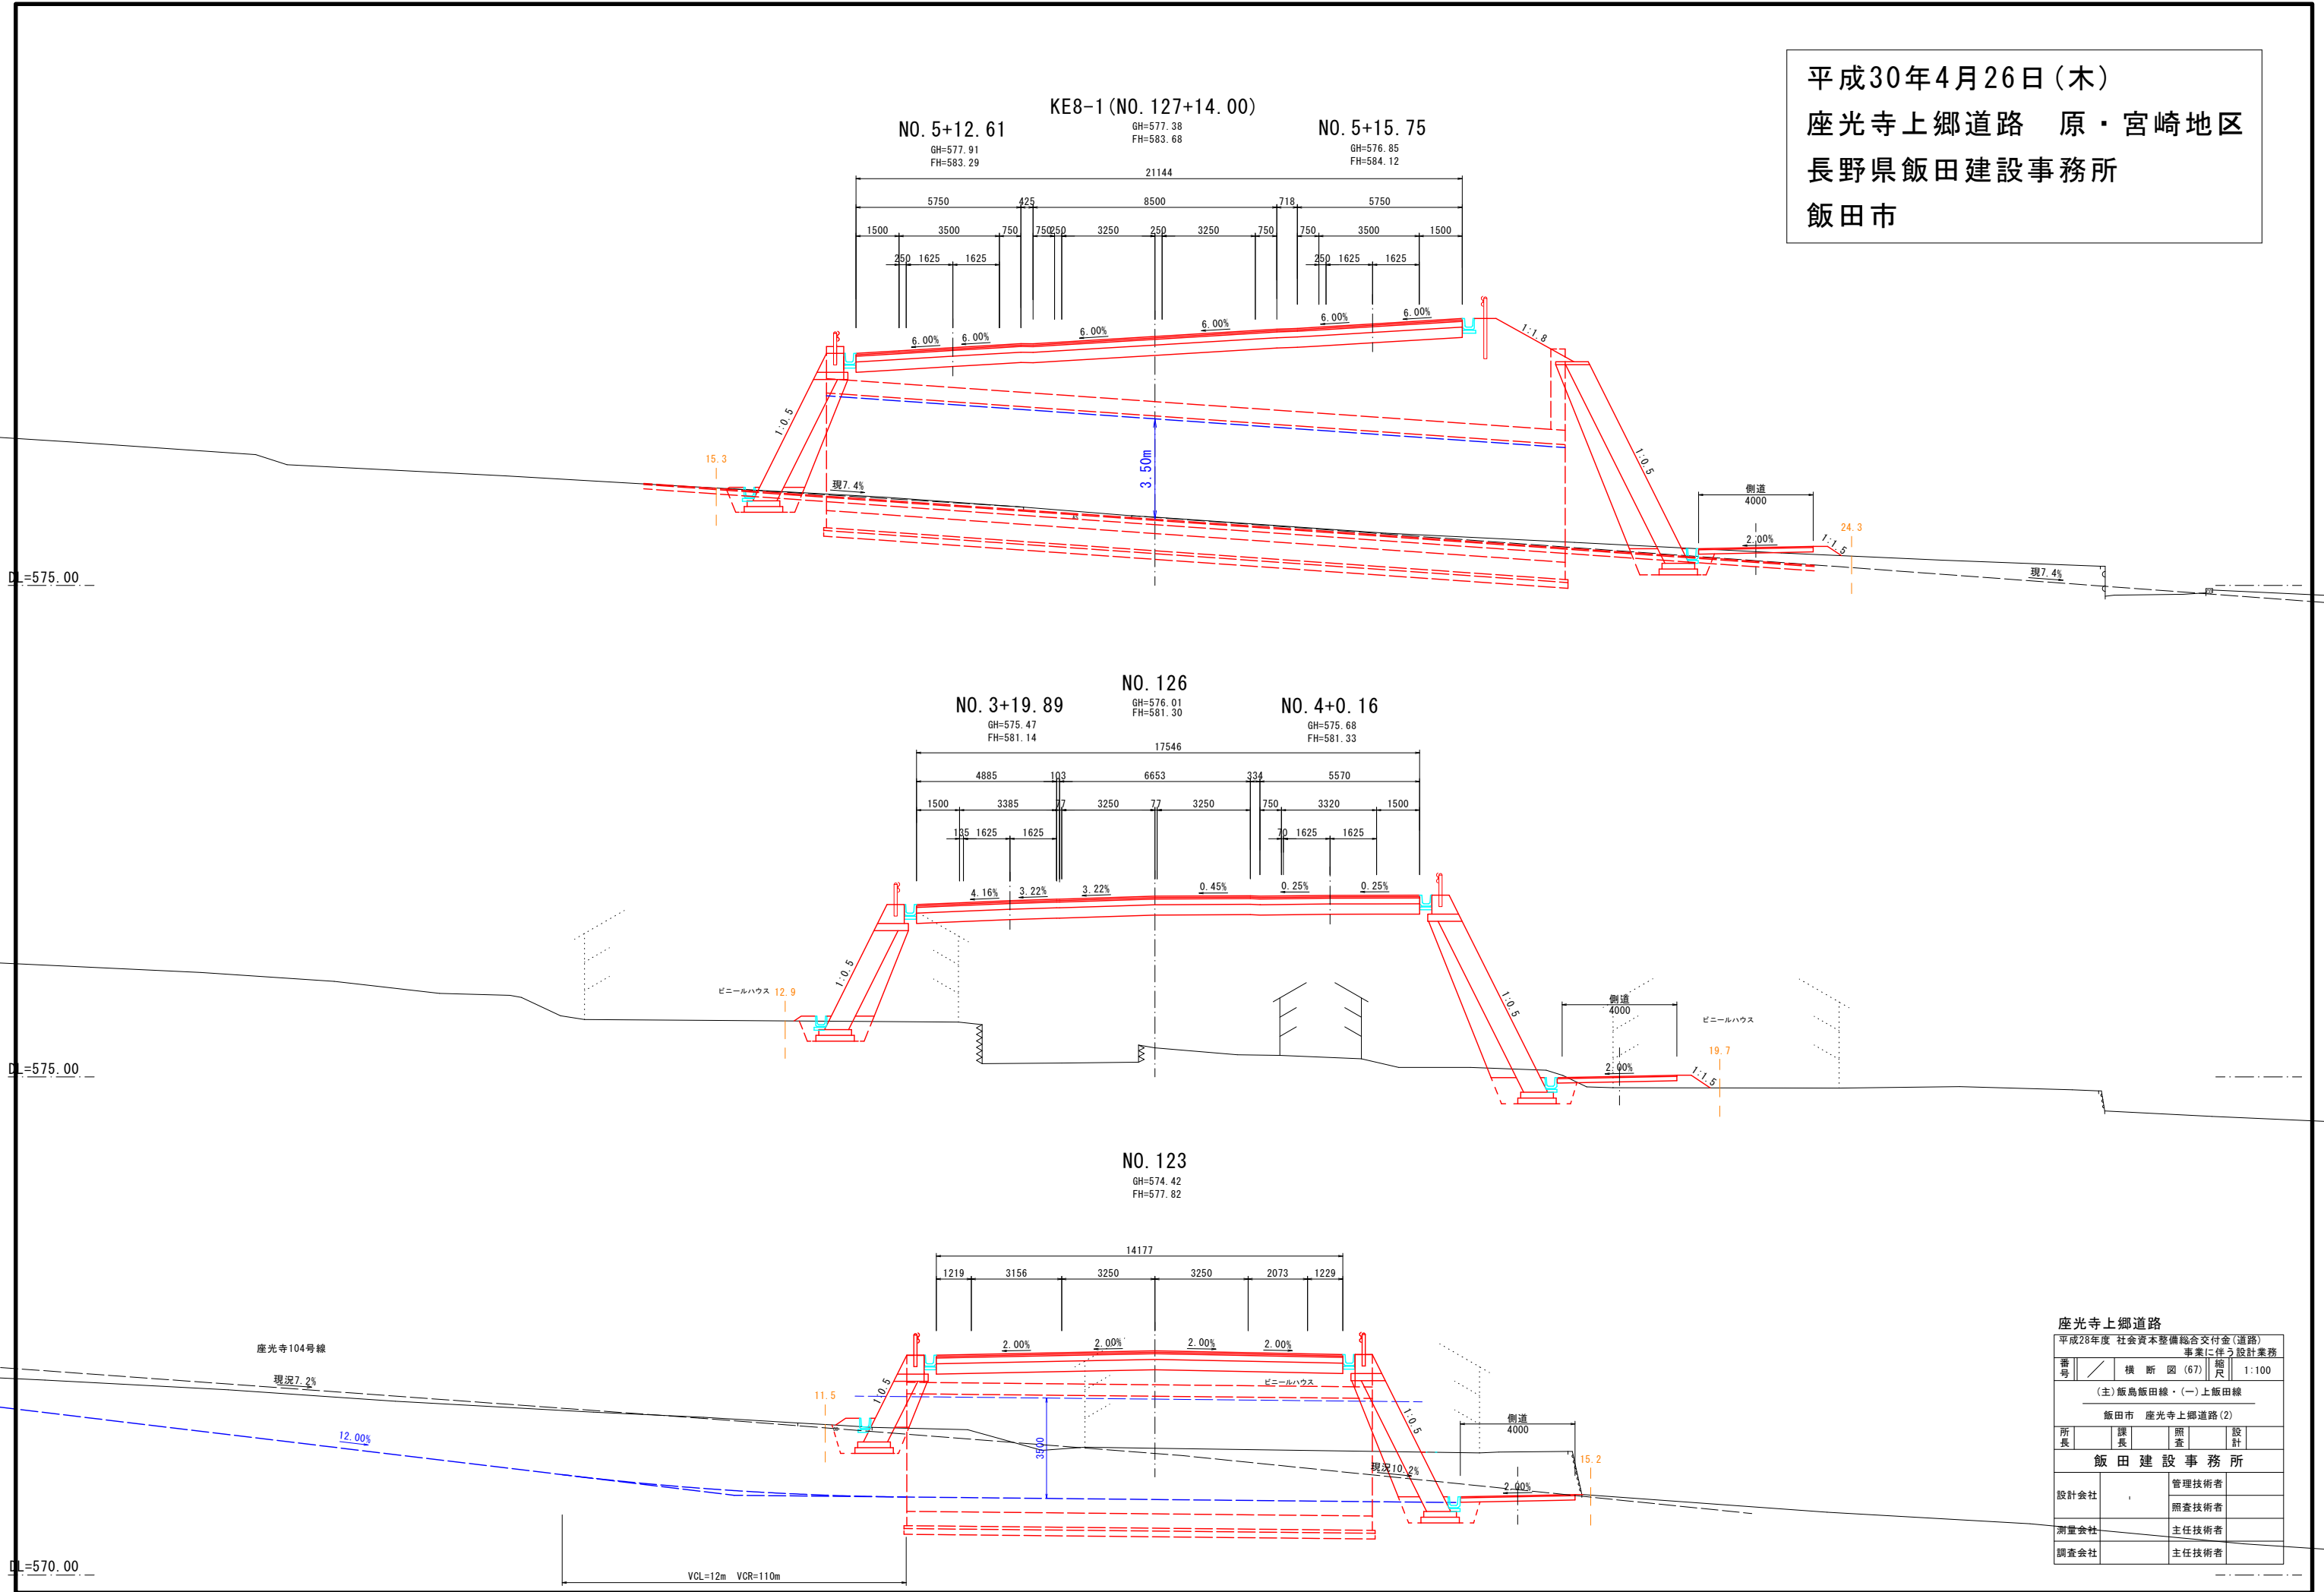 平成30年4月26日(木)
座光寺上郷道路　原・宮崎地区
長野県飯田建設事務所
飯田市
KE8-1(NO.127+14.00)
GH=577.38
FH=583.68
NO.5+12.61
GH=577.91
FH=583.29
NO.5+15.75
GH=576.85
FH=584.12
21144
5750 425 8500 718 5750
1500 3500 750 750 250 3250 250 3250 750 750 3500 1500
250 1625 1625 250 1625 1625
6.00% 6.00% 6.00% 6.00% 6.00% 6.00%
1:1.8
1:0.5
3.50m
1:0.5
15.3
現7.4%
側道
4000
24.3
2.00%
1:1.5
現7.4%
DL=575.00
NO.126
GH=576.01
FH=581.30
NO.3+19.89
GH=575.47
FH=581.14
NO.4+0.16
GH=575.68
FH=581.33
17546
4885 103 6653 334 5570
1500 3385 77 3250 77 3250 750 3320 1500
135 1625 1625 70 1625 1625
4.16% 3.22% 3.22% 0.45% 0.25% 0.25%
1:0.5
ビニールハウス 12.9
1:0.5
側道
4000
ビニールハウス
19.7
2.00%
1:1.5
DL=575.00
NO.123
GH=574.42
FH=577.82
14177
1219 3156 3250 3250 2073 1229
2.00% 2.00% 2.00% 2.00%
座光寺104号線
現況7.2%
ビニールハウス
1:0.5
11.5
1:0.5
側道
4000
12.00%
3500
現況10.2%
15.2
2.00%
DL=570.00
VCL=12m VCR=110m
座光寺上郷道路
平成28年度 社会資本整備総合交付金(道路)
事業に伴う設計業務
番号 ／ 横断図(67) 縮尺 1:100
(主)飯島飯田線・(一)上飯田線
飯田市 座光寺上郷道路(2)
所長 課長 照査 設計
飯田建設事務所
設計会社 管理技術者
照査技術者
測量会社 主任技術者
調査会社 主任技術者